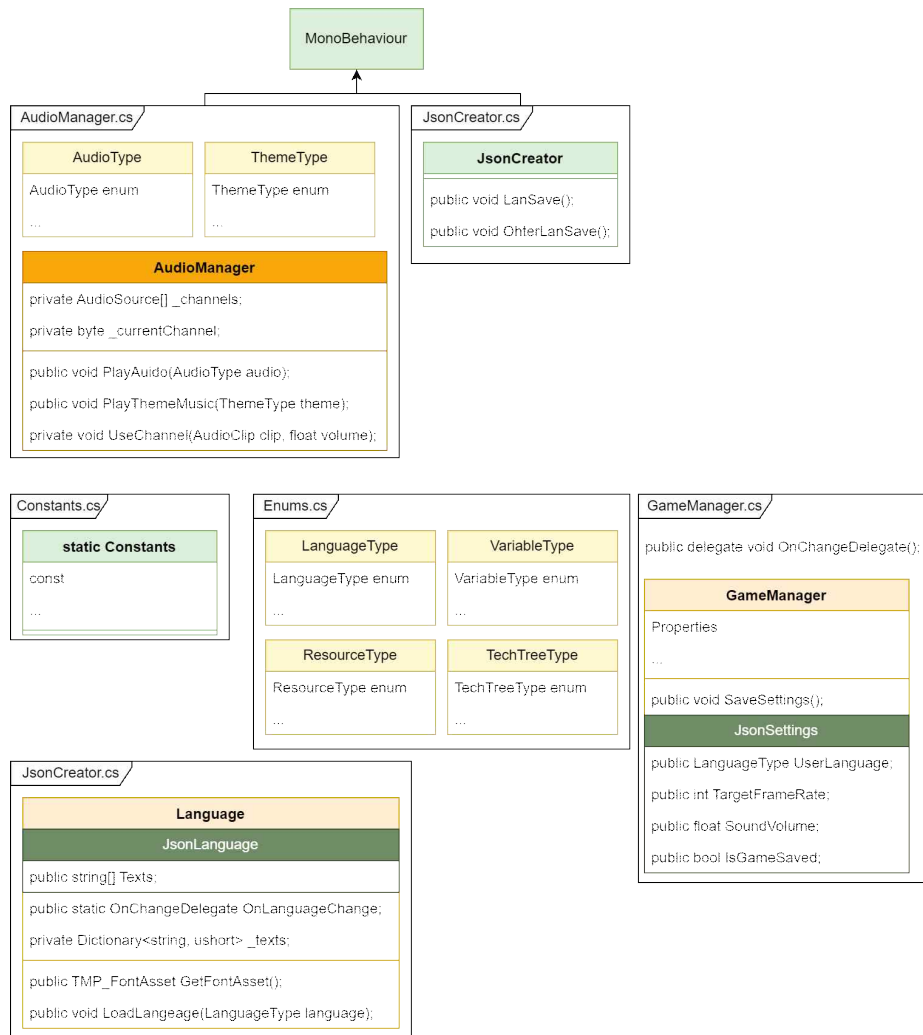 MonoBehaviour
AudioManager.cs
AudioType
AudioType enum
...
ThemeType
ThemeType enum
...
AudioManager
private AudioSource[] _channels;
private byte _currentChannel;
public void PlayAuido(AudioType audio);
public void PlayThemeMusic(ThemeType theme);
private void UseChannel(AudioClip clip, float volume);
JsonCreator.cs
JsonCreator
public void LanSave();
public void OhterLanSave();
Constants.cs
static Constants
const
...
Enums.cs
LanguageType
LanguageType enum
...
VariableType
VariableType enum
...
ResourceType
ResourceType enum
...
TechTreeType
TechTreeType enum
...
GameManager.cs
public delegate void OnChangeDelegate();
GameManager
Properties
...
public void SaveSettings();
JsonSettings
public LanguageType UserLanguage;
public int TargetFrameRate;
public float SoundVolume;
public bool IsGameSaved;
JsonCreator.cs
Language
JsonLanguage
public string[] Texts;
public static OnChangeDelegate OnLanguageChange;
private Dictionary<string, ushort> _texts;
public TMP_FontAsset GetFontAsset();
public void LoadLangeage(LanguageType language);